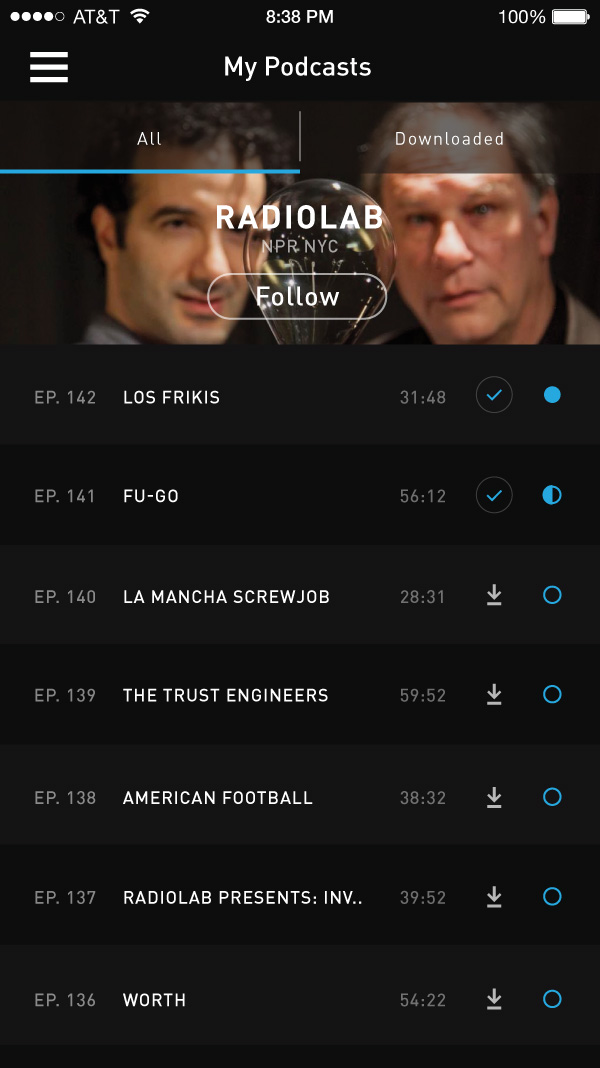 AT&T 8:38 PM 100%
My Podcasts
All Downloaded
RADIOLAB
NPR NYC
Follow
EP. 142 LOS FRIKIS 31:48
EP. 141 FU-GO 56:12
EP. 140 LA MANCHA SCREWJOB 28:31
EP. 139 THE TRUST ENGINEERS 59:52
EP. 138 AMERICAN FOOTBALL 38:32
EP. 137 RADIOLAB PRESENTS: INV.. 39:52
EP. 136 WORTH 54:22